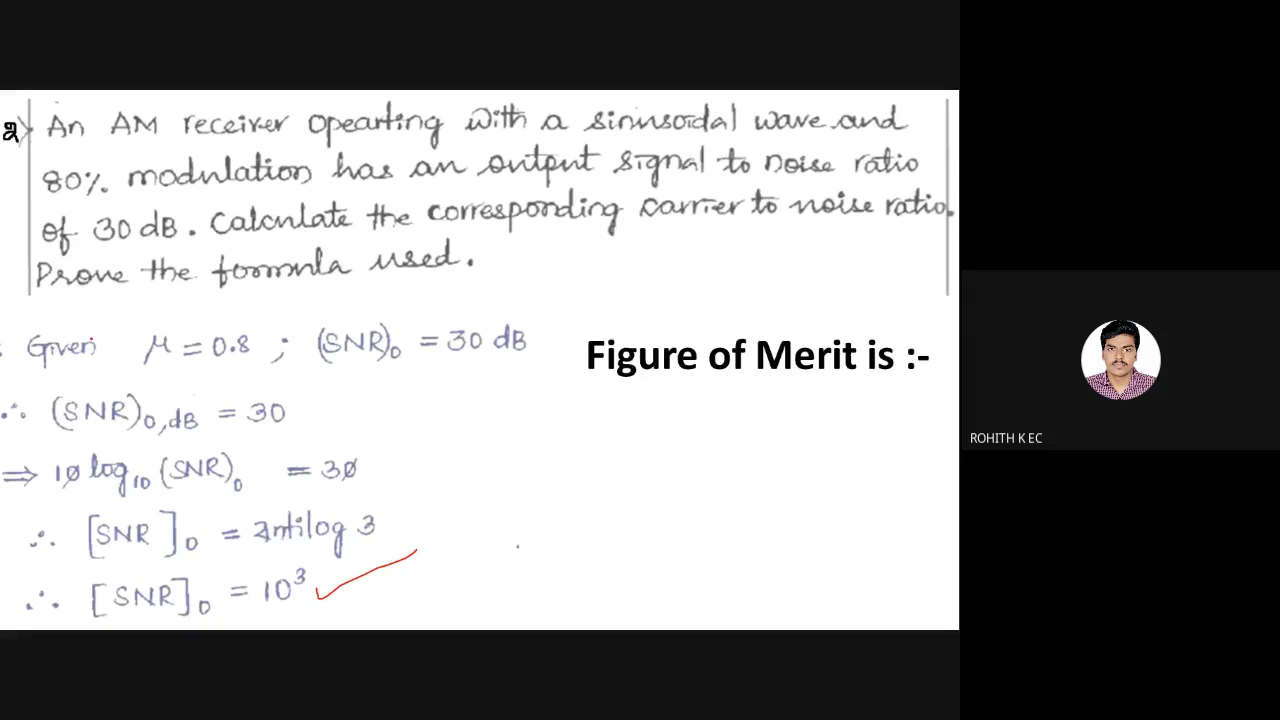 2) An AM receiver opearting with a sinusoidal wave and
80% modulation has an output signal to noise ratio
of 30 dB. Calculate the corresponding carrier to noise ratio.
Prove the formula used.
: Given μ = 0.8 ; (SNR)₀ = 30 dB
Figure of Merit is :-
∴ (SNR)₀,dB = 30
⇒ 10 log₁₀ (SNR)₀ = 30
∴ [SNR]₀ = antilog 3
∴ [SNR]₀ = 10³
ROHITH K EC